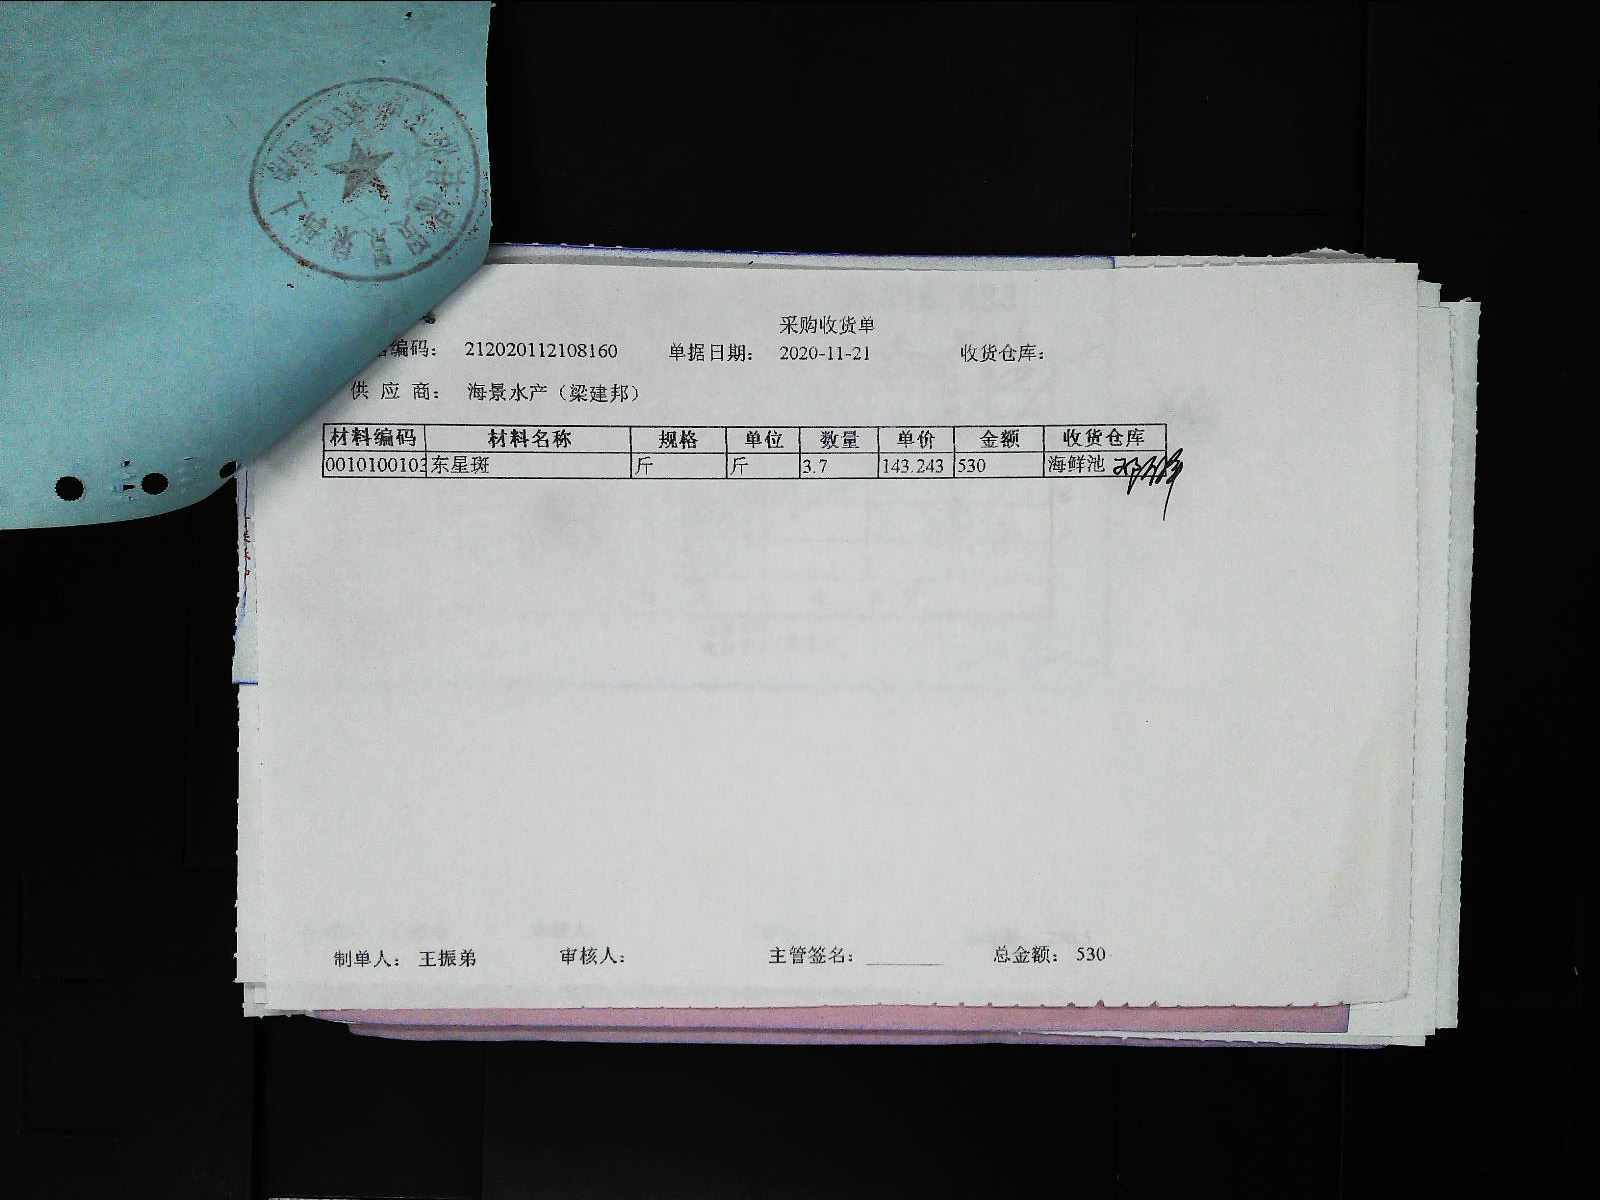 采购收货单
编码： 212020112108160 单据日期： 2020-11-21 收货仓库：
供 应 商： 海景水产（梁建邦）
材料编码 材料名称 规格 单位 数量 单价 金额 收货仓库
0010100103 东星斑 斤 斤 3.7 143.243 530 海鲜池
制单人： 王振弟 审核人： 主管签名： 总金额： 530